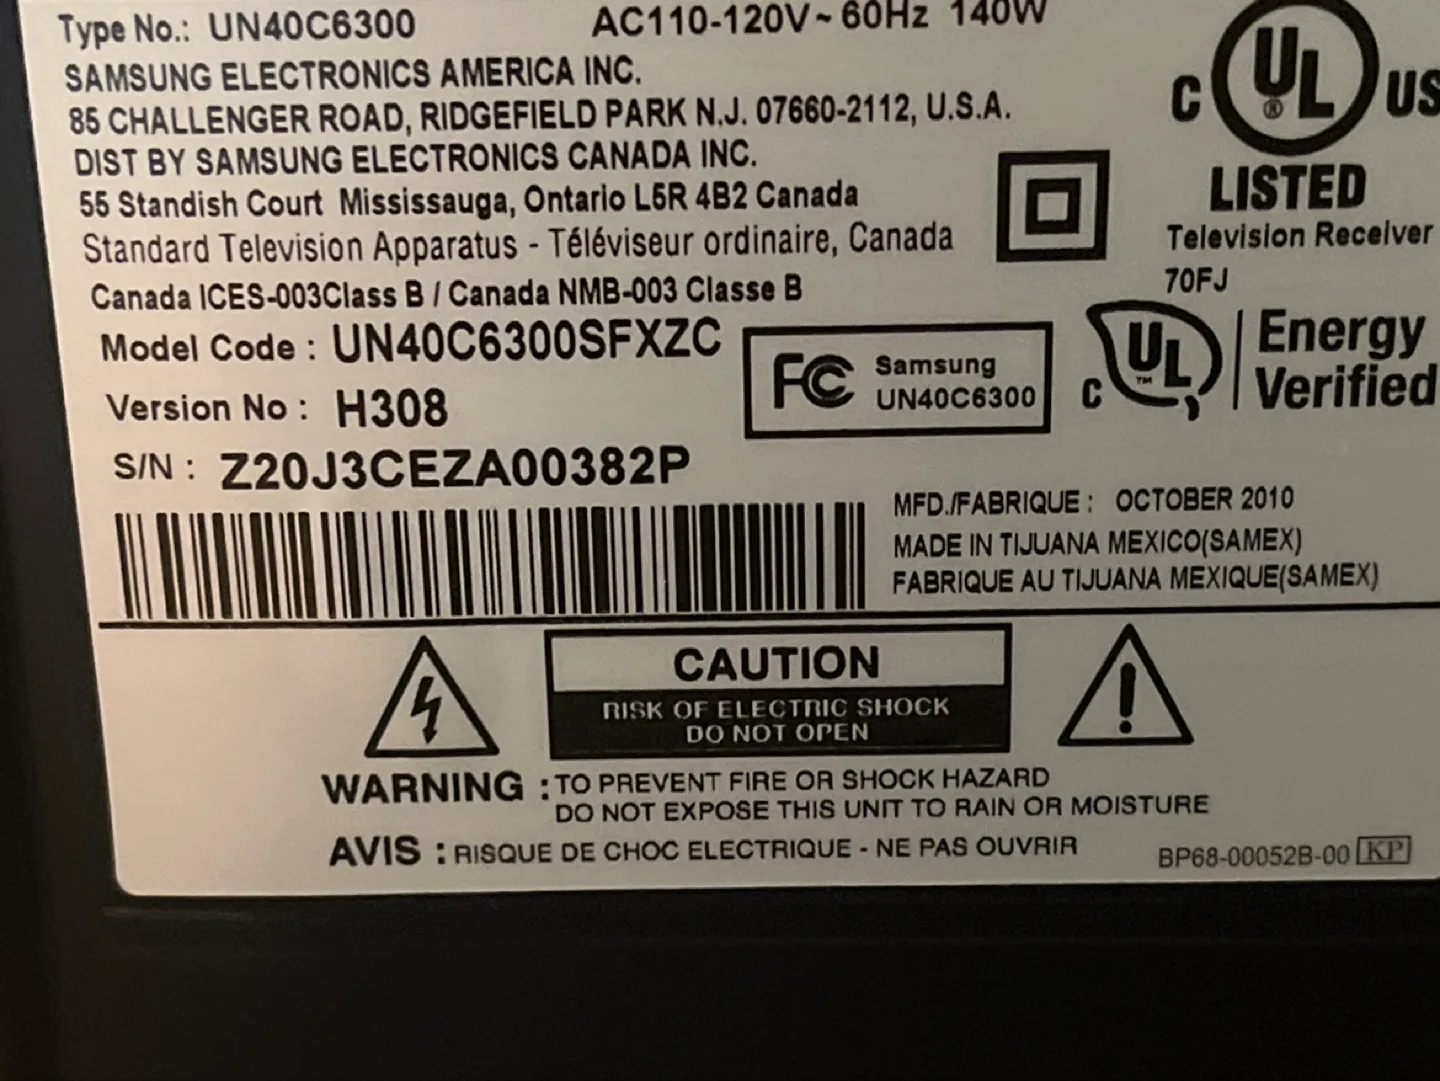 Type No.: UN40C6300 AC110-120V~60Hz 140W
SAMSUNG ELECTRONICS AMERICA INC.
85 CHALLENGER ROAD, RIDGEFIELD PARK N.J. 07660-2112, U.S.A.
DIST BY SAMSUNG ELECTRONICS CANADA INC.
55 Standish Court Mississauga, Ontario L5R 4B2 Canada
Standard Television Apparatus - Téléviseur ordinaire, Canada
Canada ICES-003Class B / Canada NMB-003 Classe B
C UL ® US
LISTED
Television Receiver
70FJ
Model Code : UN40C6300SFXZC
Version No : H308
S/N : Z20J3CEZA00382P
FC Samsung
UN40C6300
C UL ™ Energy
Verified
MFD./FABRIQUE : OCTOBER 2010
MADE IN TIJUANA MEXICO(SAMEX)
FABRIQUE AU TIJUANA MEXIQUE(SAMEX)
CAUTION
RISK OF ELECTRIC SHOCK
DO NOT OPEN
WARNING : TO PREVENT FIRE OR SHOCK HAZARD
DO NOT EXPOSE THIS UNIT TO RAIN OR MOISTURE
AVIS : RISQUE DE CHOC ELECTRIQUE - NE PAS OUVRIR
BP68-00052B-00 KP